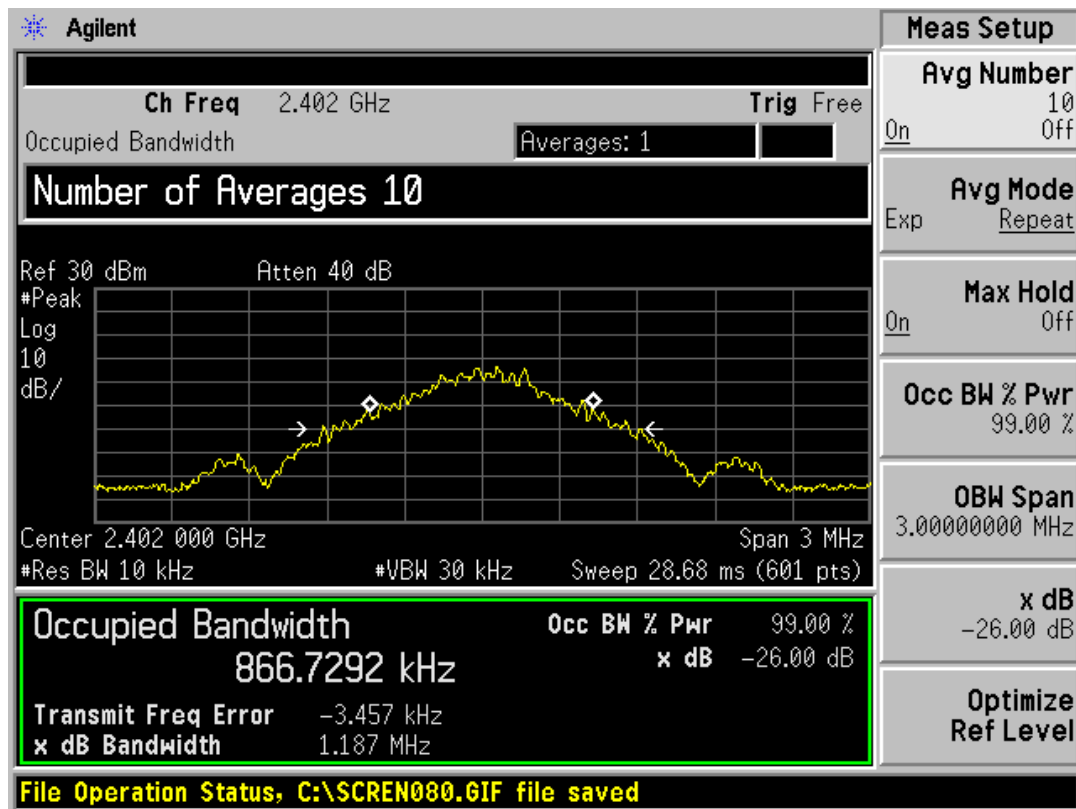 Agilent
Ch Freq 2.402 GHz Trig Free
Occupied Bandwidth Averages: 1
Number of Averages 10
Ref 30 dBm Atten 40 dB
#Peak
Log
10
dB/
Center 2.402 000 GHz Span 3 MHz
#Res BW 10 kHz #VBW 30 kHz Sweep 28.68 ms (601 pts)
Occupied Bandwidth Occ BW % Pwr 99.00 %
866.7292 kHz x dB -26.00 dB
Transmit Freq Error -3.457 kHz
x dB Bandwidth 1.187 MHz
File Operation Status, C:\SCREN080.GIF file saved
Meas Setup
Avg Number
10
On Off
Avg Mode
Exp Repeat
Max Hold
On Off
Occ BW % Pwr
99.00 %
OBW Span
3.00000000 MHz
x dB
-26.00 dB
Optimize
Ref Level